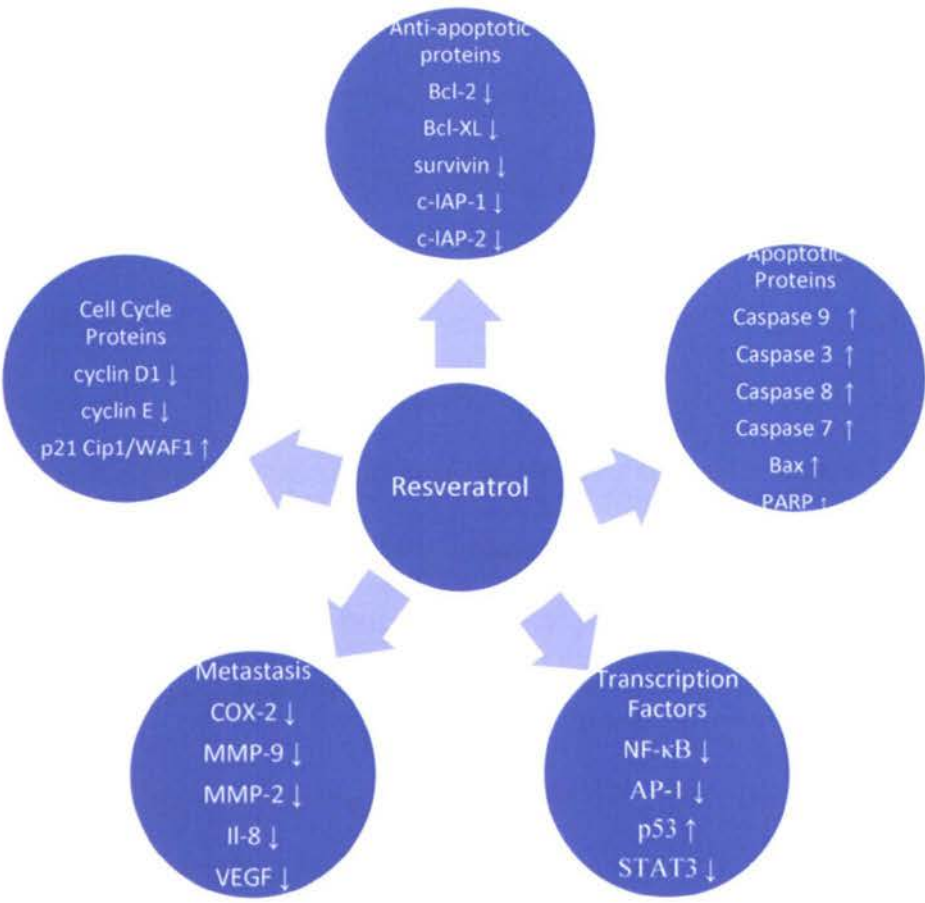 Anti-apoptotic
proteins
Bcl-2 ↓
Bcl-XL ↓
survivin ↓
c-IAP-1 ↓
c-IAP-2 ↓
Apoptotic
Proteins
Caspase 9 ↑
Caspase 3 ↑
Caspase 8 ↑
Caspase 7 ↑
Bax ↑
PARP ↑
Cell Cycle
Proteins
cyclin D1 ↓
cyclin E ↓
p21 Cip1/WAF1 ↑
Resveratrol
Metastasis
COX-2 ↓
MMP-9 ↓
MMP-2 ↓
Il-8 ↓
VEGF ↓
Transcription
Factors
NF-κB ↓
AP-1 ↓
p53 ↑
STAT3 ↓